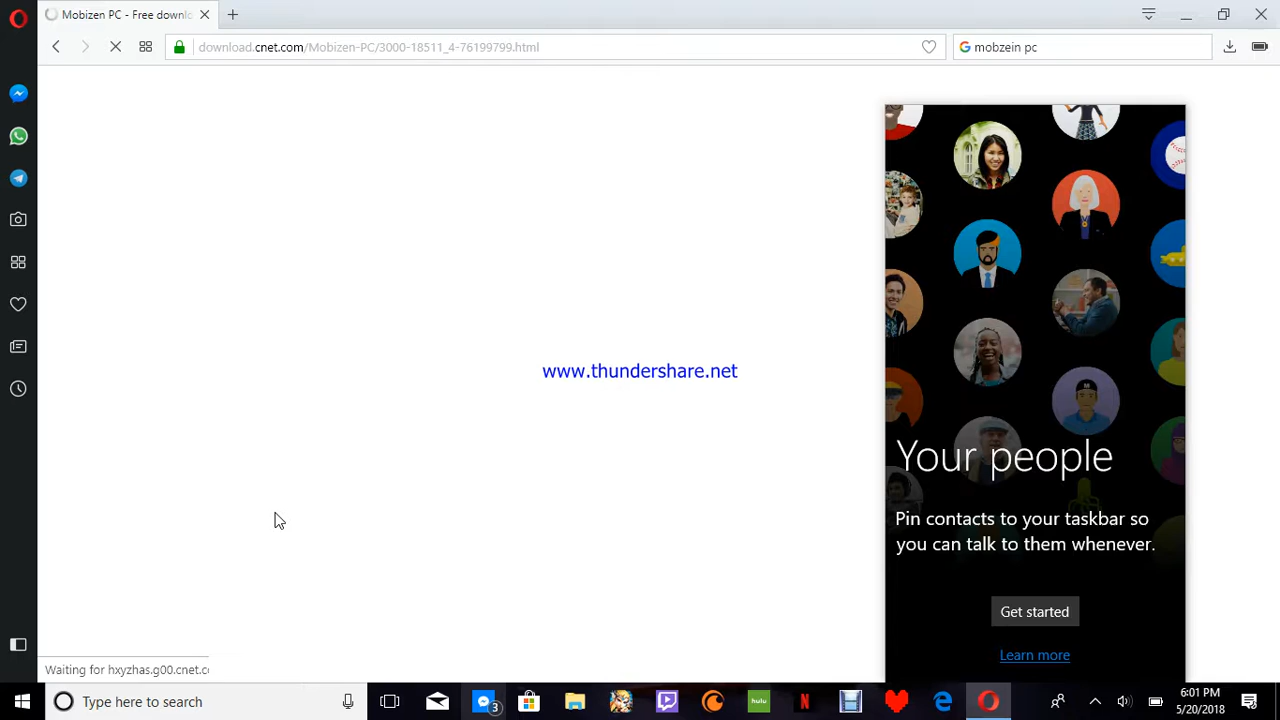 Mobizen PC - Free downlo
download.cnet.com/Mobizen-PC/3000-18511_4-76199799.html
mobzein pc
www.thundershare.net
Your people
Pin contacts to your taskbar so
you can talk to them whenever.
Get started
Learn more
Waiting for hxyzhas.g00.cnet.c
Type here to search
3
hulu
N
6:01 PM
5/20/2018